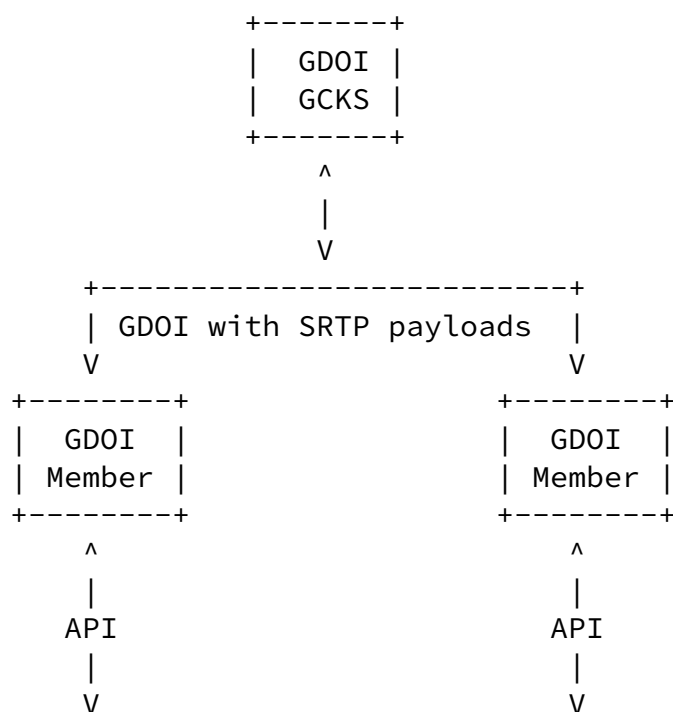 +-------+
|  GDOI |
|  GCKS |
+-------+
^
|
V
+---------------------------+
| GDOI with SRTP payloads  |
V                           V
+--------+                  +--------+
|  GDOI  |                  |  GDOI  |
| Member |                  | Member |
+--------+                  +--------+
^                           ^
|                           |
API                         API
|                           |
V                           V